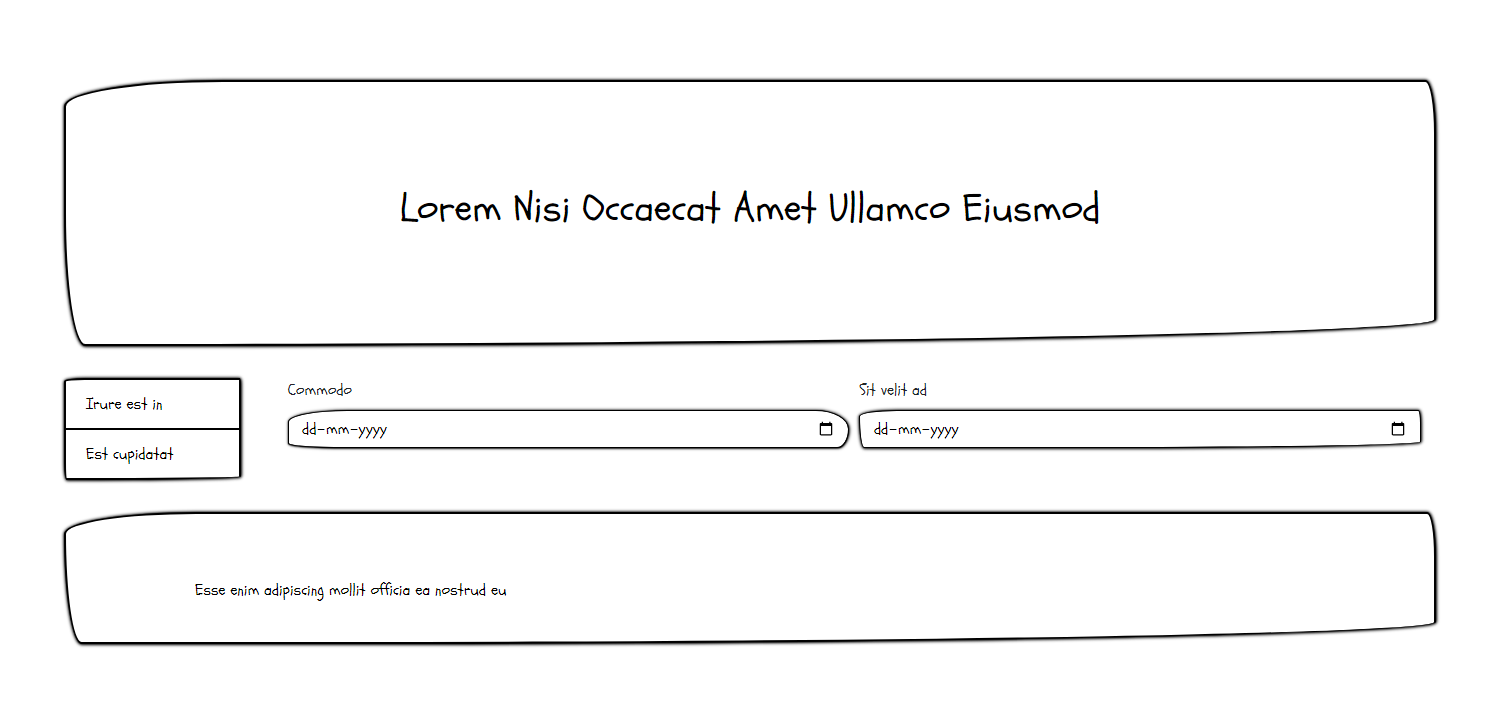 Lorem Nisi Occaecat Amet Ullamco Eiusmod
Irure est in
Est cupidatat
Commodo
dd-mm-yyyy
Sit velit ad
dd-mm-yyyy
Esse enim adipiscing mollit officia ea nostrud eu